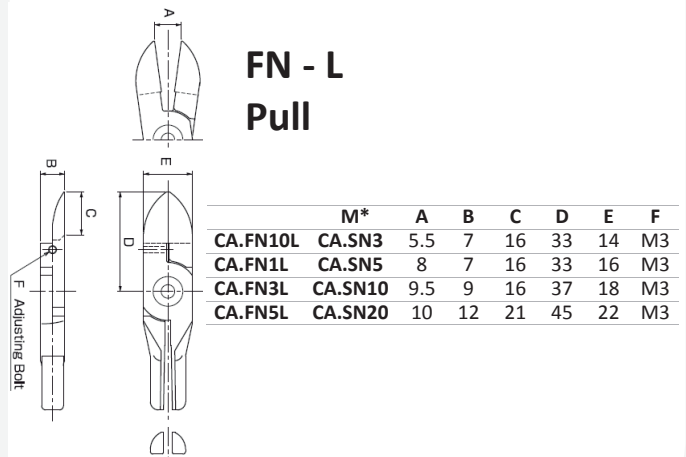 A
FN - L
Pull
B
C
E
D
F Adjusting Bolt
M* A B C D E F
CA.FN10L CA.SN3 5.5 7 16 33 14 M3
CA.FN1L CA.SN5 8 7 16 33 16 M3
CA.FN3L CA.SN10 9.5 9 16 37 18 M3
CA.FN5L CA.SN20 10 12 21 45 22 M3